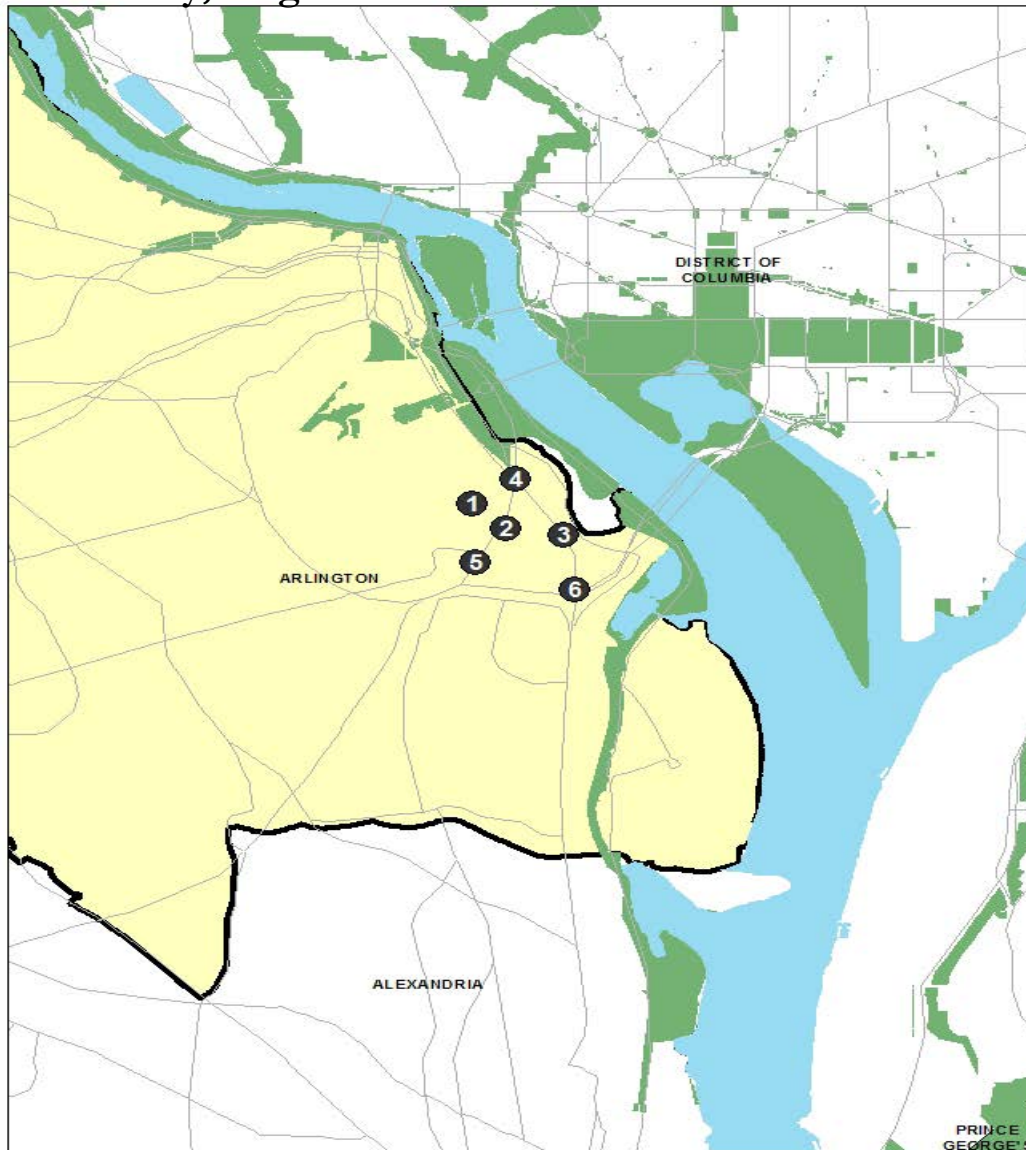 DISTRICT OF
COLUMBIA
4
1
2
3
5
6
ARLINGTON
ALEXANDRIA
PRINCE
GEORGE'S